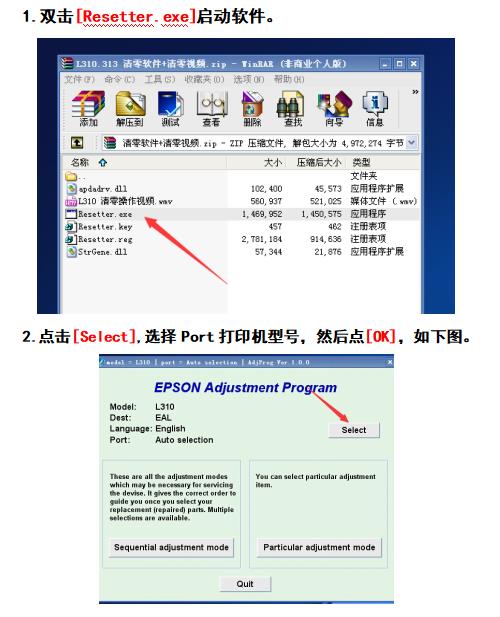 1. 双击[Resetter.exe]启动软件。
L310.313 清零软件+清零视频.zip - WinRAR (非商业个人版)
文件(F) 命令(C) 工具(S) 收藏夹(O) 选项(N) 帮助(H)
添加 解压到 测试 查看 删除 查找 向导 信息 »
清零软件+清零视频.zip - ZIP 压缩文件, 解包大小为 4,972,274 字节
名称 大小 压缩后大小 类型
.. 文件夹
apdadrv.dll 102,400 45,573 应用程序扩展
L310 清零操作视频.wmv 560,937 521,025 媒体文件 (.wmv)
Resetter.exe 1,469,952 1,450,575 应用程序
Resetter.key 457 462 注册表项
Resetter.reg 2,781,184 914,636 注册表项
StrGene.dll 57,344 21,876 应用程序扩展
2.点击[Select],选择 Port 打印机型号，然后点[OK]，如下图。
model = L310 | port = Auto selection | AdjProg Ver.1.0.0
EPSON Adjustment Program
Model: L310
Dest: EAL
Language: English
Port: Auto selection
Select
These are all the adjustment modes
which may be necessary for servicing
the devise. It gives the correct order to
guide you once you select your
replacement (repaired) parts. Multiple
selections are available.
You can select particular adjustment
item.
Sequential adjustment mode
Particular adjustment mode
Quit